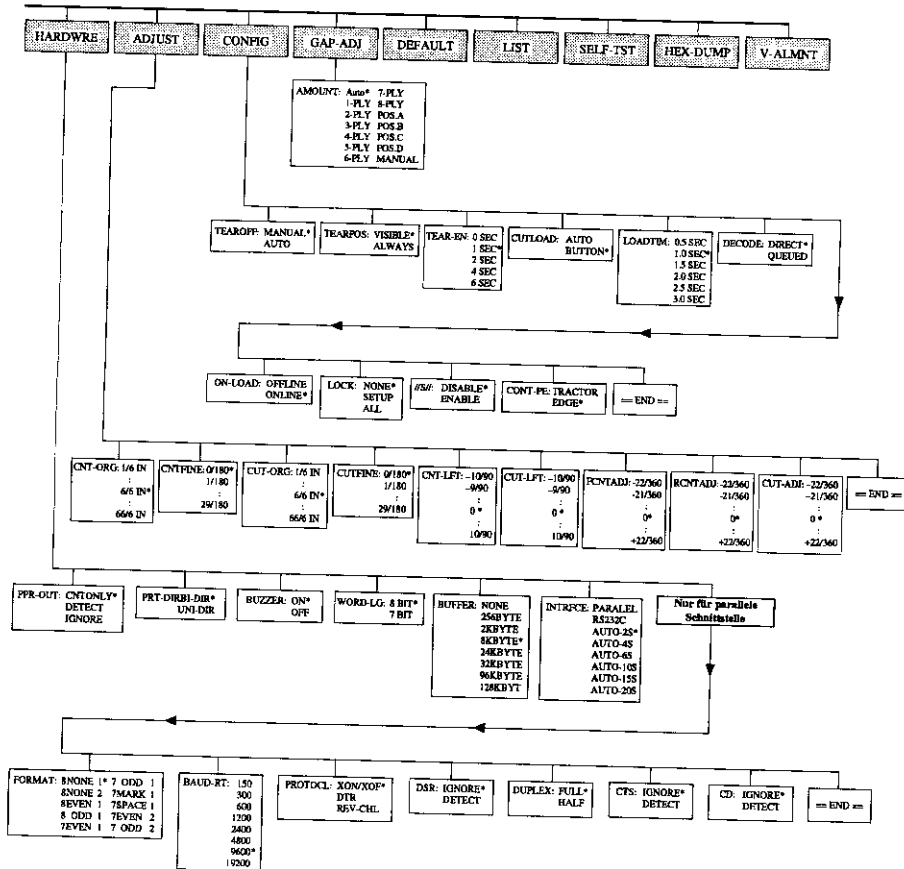 HARDWRE ADJUST CONFIG GAP-ADJ DEFAULT LIST SELF-TST HEX-DUMP V-ALMNT
AMOUNT: Auto* 7-PLY
1-PLY 8-PLY
2-PLY POS.A
3-PLY POS.B
4-PLY POS.C
5-PLY POS.D
6-PLY MANUAL
TEAROFF: MANUAL*
AUTO
TEARPOS: VISIBLE*
ALWAYS
TEAR-EN: 0 SEC
1 SEC*
2 SEC
4 SEC
6 SEC
CUTLOAD: AUTO
BUTTON*
LOADTIM: 0.5 SEC
1.0 SEC*
1.5 SEC
2.0 SEC
2.5 SEC
3.0 SEC
DECODE: DIRECT*
QUEUED
ON-LOAD: OFFLINE
ONLINE*
LOCK: NONE*
SETUP
ALL
//S//: DISABLE*
ENABLE
CONT-PE: TRACTOR
EDGE*
== END ==
CNT-ORG: 1/6 IN
:
6/6 IN*
:
66/6 IN
CNTFINE: 0/180*
1/180
:
29/180
CUT-ORG: 1/6 IN
:
6/6 IN*
:
66/6 IN
CUTFINE: 0/180*
1/180
:
29/180
CNT-LFT: –10/90
–9/90
:
0 *
:
10/90
CUT-LFT: –10/90
–9/90
:
0 *
:
10/90
FCNTADJ: -22/360
-21/360
:
0*
:
+22/360
RCNTADJ: -22/360
-21/360
:
0*
:
+22/360
CUT-ADJ: –22/360
–21/360
:
0 *
:
+22/360
== END ==
PPR-OUT: CNTONLY*
DETECT
IGNORE
PRT-DIRBI-DIR*
UNI-DIR
BUZZER: ON*
OFF
WORD-LG: 8 BIT*
7 BIT
BUFFER: NONE
256BYTE
2KBYTE
8KBYTE*
24KBYTE
32KBYTE
96KBYTE
128KBYT
INTRFCE: PARALEL
RS232C
AUTO-2S*
AUTO-4S
AUTO-6S
AUTO-10S
AUTO-15S
AUTO-20S
Nur für parallele
Schnittstelle
FORMAT: 8NONE 1* 7 ODD 1
8NONE 2 7MARK 1
8EVEN 1 7SPACE 1
8 ODD 1 7EVEN 2
7EVEN 1 7 ODD 2
BAUD-RT: 150
300
600
1200
2400
4800
9600*
19200
PROTOCL: XON/XOF*
DTR
REV-CHL
DSR: IGNORE*
DETECT
DUPLEX: FULL*
HALF
CTS: IGNORE*
DETECT
CD: IGNORE*
DETECT
== END ==